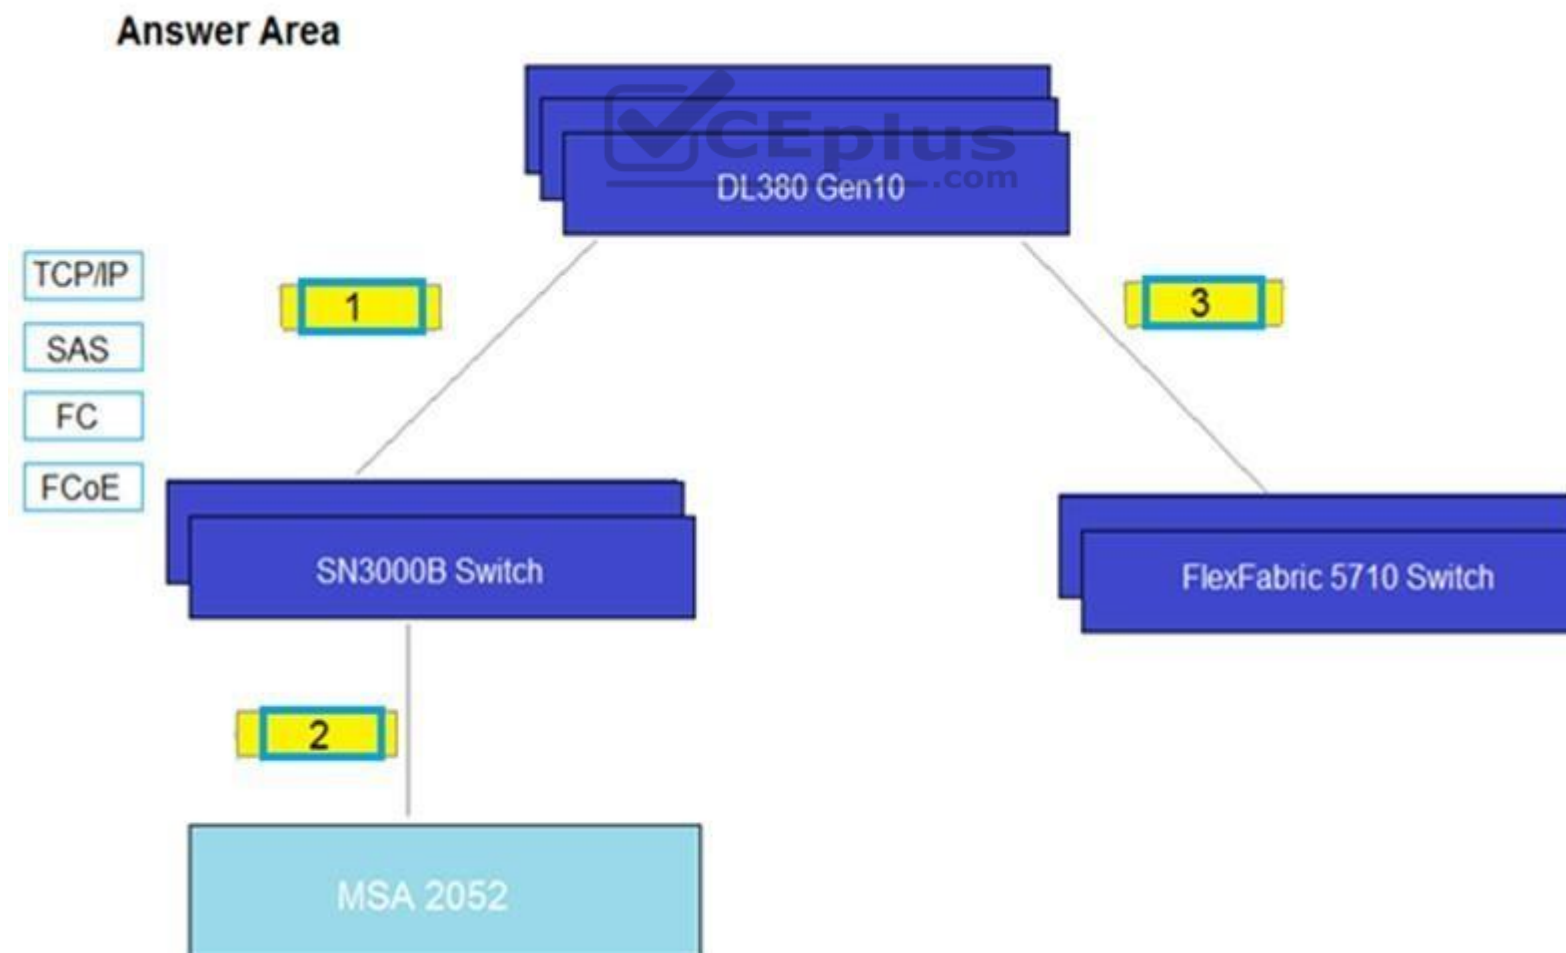 Answer Area
CEplus
.com
DL380 Gen10
TCP/IP
SAS
FC
FCoE
1
3
SN3000B Switch
FlexFabric 5710 Switch
2
MSA 2052